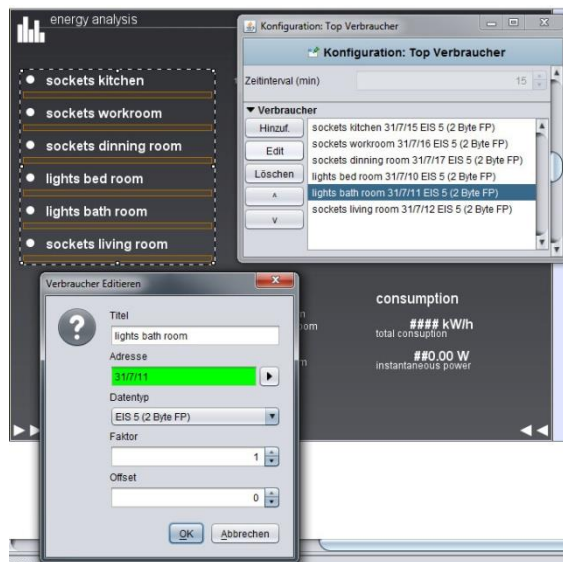 energy analysis
sockets kitchen
sockets workroom
sockets dinning room
lights bed room
lights bath room
sockets living room
Konfiguration: Top Verbraucher
Konfiguration: Top Verbraucher
Zeitinterval (min)
15
Verbraucher
Hinzuf.
Edit
Löschen
sockets kitchen 31/7/15 EIS 5 (2 Byte FP)
sockets workroom 31/7/16 EIS 5 (2 Byte FP)
sockets dinning room 31/7/17 EIS 5 (2 Byte FP)
lights bed room 31/7/10 EIS 5 (2 Byte FP)
lights bath room 31/7/11 EIS 5 (2 Byte FP)
sockets living room 31/7/12 EIS 5 (2 Byte FP)
Verbraucher Editieren
Titel
lights bath room
Adresse
31/7/11
Datentyp
EIS 5 (2 Byte FP)
Faktor
1
Offset
0
OK
Abbrechen
consumption
#### kW/h
total consuption
##0.00 W
instantaneous power